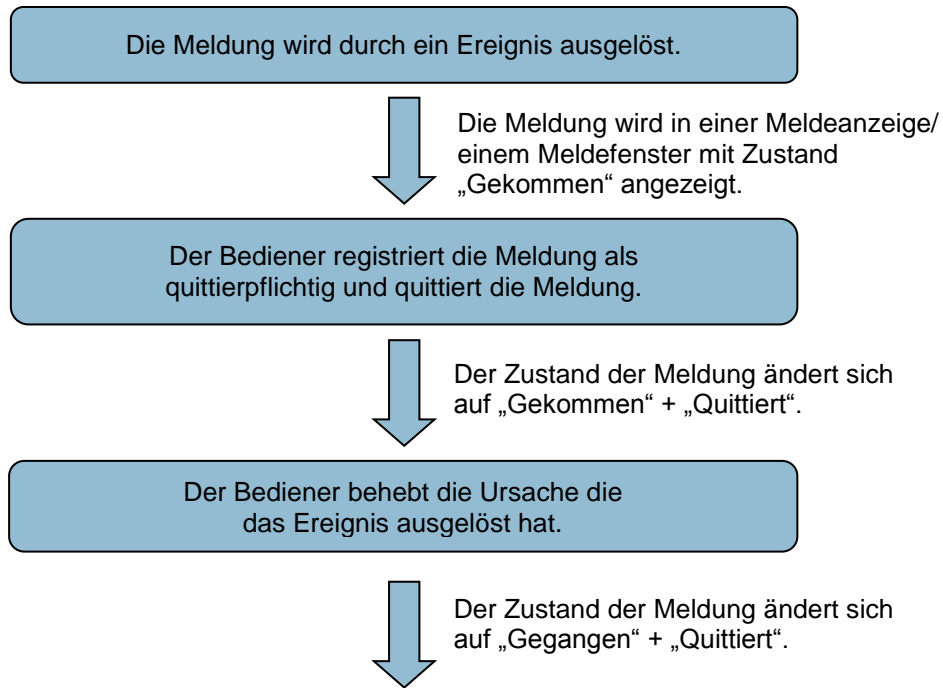 Die Meldung wird durch ein Ereignis ausgelöst.
Die Meldung wird in einer Meldeanzeige/
einem Meldefenster mit Zustand
„Gekommen“ angezeigt.
Der Bediener registriert die Meldung als
quittierpflichtig und quittiert die Meldung.
Der Zustand der Meldung ändert sich
auf „Gekommen“ + „Quittiert“.
Der Bediener behebt die Ursache die
das Ereignis ausgelöst hat.
Der Zustand der Meldung ändert sich
auf „Gegangen“ + „Quittiert“.